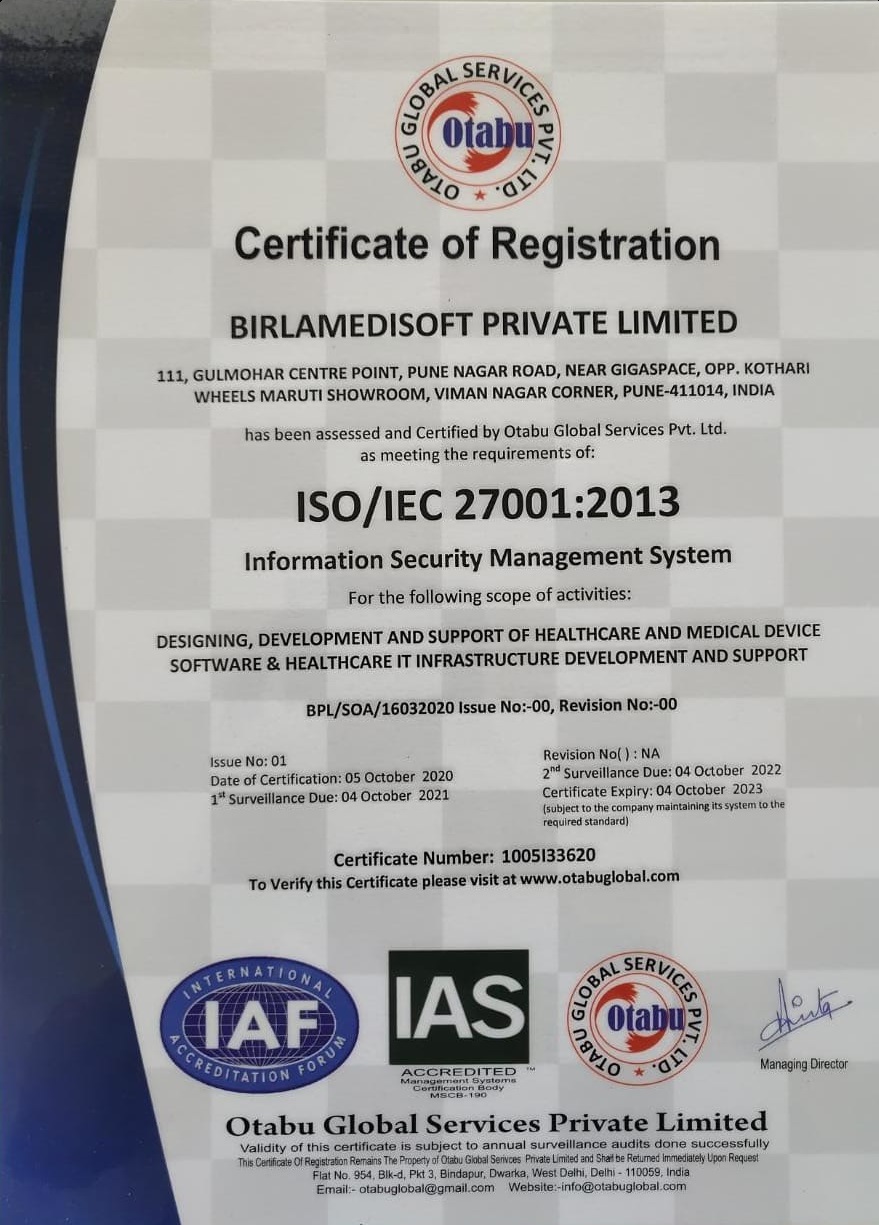 OTABU GLOBAL SERVICES PVT. LTD.
Otabu
Certificate of Registration
BIRLAMEDISOFT PRIVATE LIMITED
111, GULMOHAR CENTRE POINT, PUNE NAGAR ROAD, NEAR GIGASPACE, OPP. KOTHARI
WHEELS MARUTI SHOWROOM, VIMAN NAGAR CORNER, PUNE-411014, INDIA
has been assessed and Certified by Otabu Global Services Pvt. Ltd.
as meeting the requirements of:
ISO/IEC 27001:2013
Information Security Management System
For the following scope of activities:
DESIGNING, DEVELOPMENT AND SUPPORT OF HEALTHCARE AND MEDICAL DEVICE
SOFTWARE & HEALTHCARE IT INFRASTRUCTURE DEVELOPMENT AND SUPPORT
BPL/SOA/16032020 Issue No:-00, Revision No:-00
Issue No: 01
Date of Certification: 05 October 2020
1st Surveillance Due: 04 October 2021
Revision No( ) : NA
2nd Surveillance Due: 04 October 2022
Certificate Expiry: 04 October 2023
(subject to the company maintaining its system to the
required standard)
Certificate Number: 1005I33620
To Verify this Certificate please visit at www.otabuglobal.com
INTERNATIONAL
IAF
ACCREDITATION FORUM
IAS
ACCREDITED ™
Management Systems
Certification Body
MSCB-190
OTABU GLOBAL SERVICES PVT. LTD.
Otabu
Managing Director
Otabu Global Services Private Limited
Validity of this certificate is subject to annual surveillance audits done successfully
This Certificate Of Registration Remains The Property of Otabu Global Serivces Private Limited and Shall be Returned Immediately Upon Request
Flat No. 954, Blk-d, Pkt 3, Bindapur, Dwarka, West Delhi, Delhi - 110059, India
Email:- otabuglobal@gmail.com Website:-info@otabuglobal.com